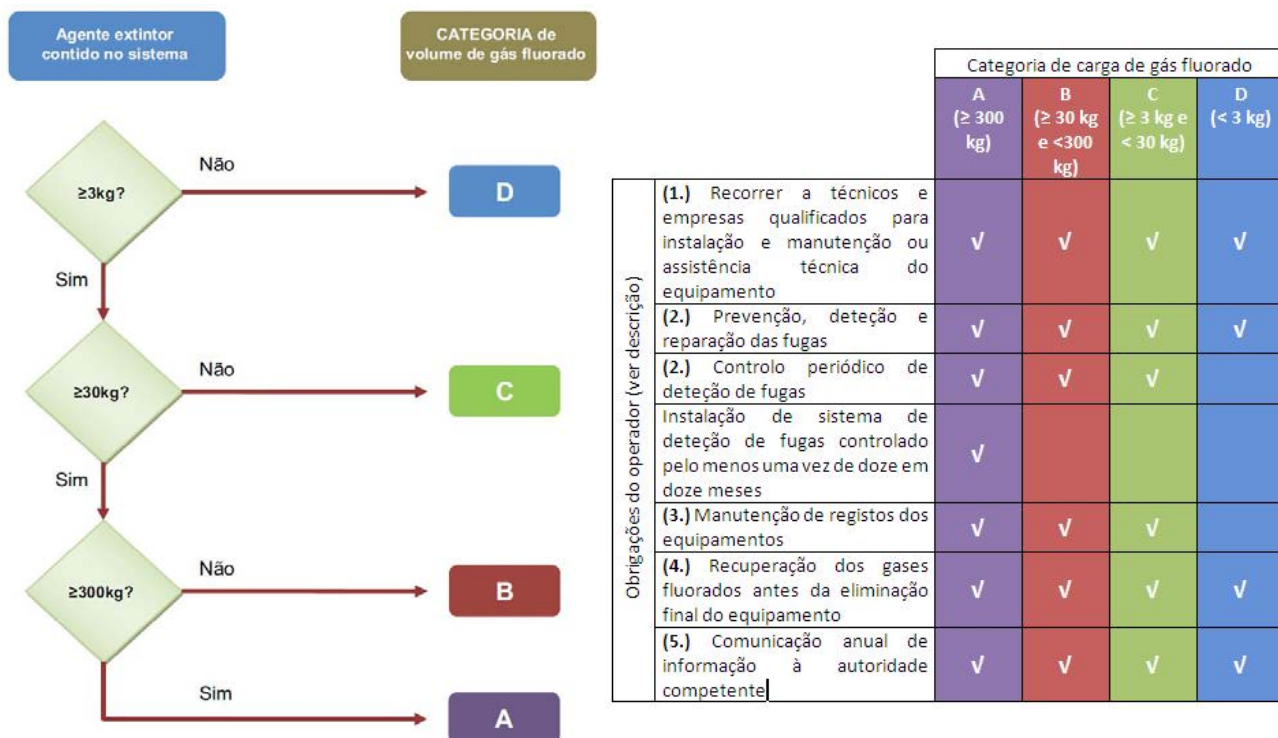 Agente extintor
contido no sistema
CATEGORIA de
volume de gás fluorado
≥3kg?
Não
D
Sim
≥30kg?
Não
C
Sim
≥300kg?
Não
B
Sim
A
Categoria de carga de gás fluorado
A
(≥ 300
kg)
B
(≥ 30 kg
e <300
kg)
C
(≥ 3 kg e
< 30 kg)
D
(< 3 kg)
Obrigações do operador (ver descrição)
(1.) Recorrer a técnicos e
empresas qualificados para
instalação e manutenção ou
assistência técnica do
equipamento
√ √ √ √
(2.) Prevenção, deteção e
reparação das fugas
√ √ √ √
(2.) Controlo periódico de
deteção de fugas
√ √ √
Instalação de sistema de
deteção de fugas controlado
pelo menos uma vez de doze em
doze meses
√
(3.) Manutenção de registos dos
equipamentos
√ √ √
(4.) Recuperação dos gases
fluorados antes da eliminação
final do equipamento
√ √ √ √
(5.) Comunicação anual de
informação à autoridade
competente
√ √ √ √